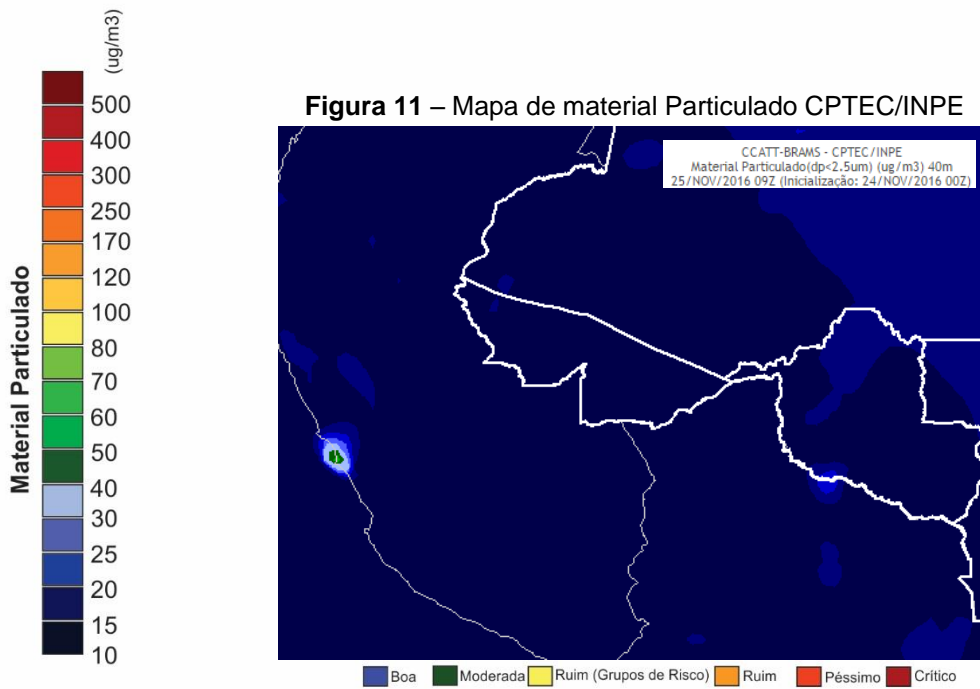 (ug/m3)
Material Particulado
500
400
300
250
170
120
100
80
70
60
50
40
30
25
20
15
10
Figura 11 – Mapa de material Particulado CPTEC/INPE
CCATT-BRAMS - CPTEC/INPE
Material Particulado(dp<2.5um) (ug/m3) 40m
25/NOV/2016 09Z (Inicialização: 24/NOV/2016 00Z)
Boa Moderada Ruim (Grupos de Risco) Ruim Péssimo Crítico